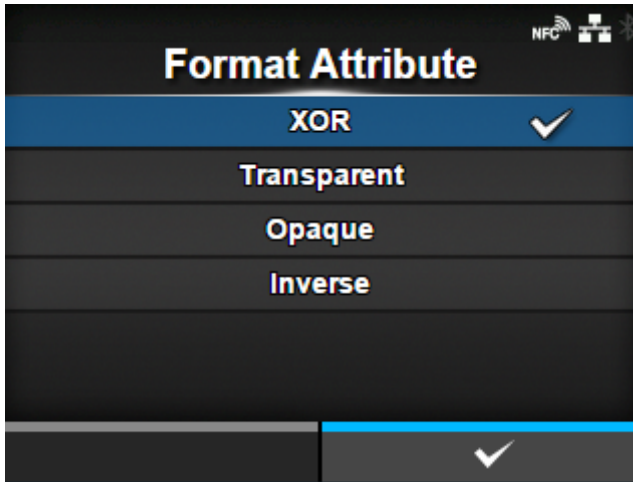 NFC
Format Attribute
XOR
Transparent
Opaque
Inverse